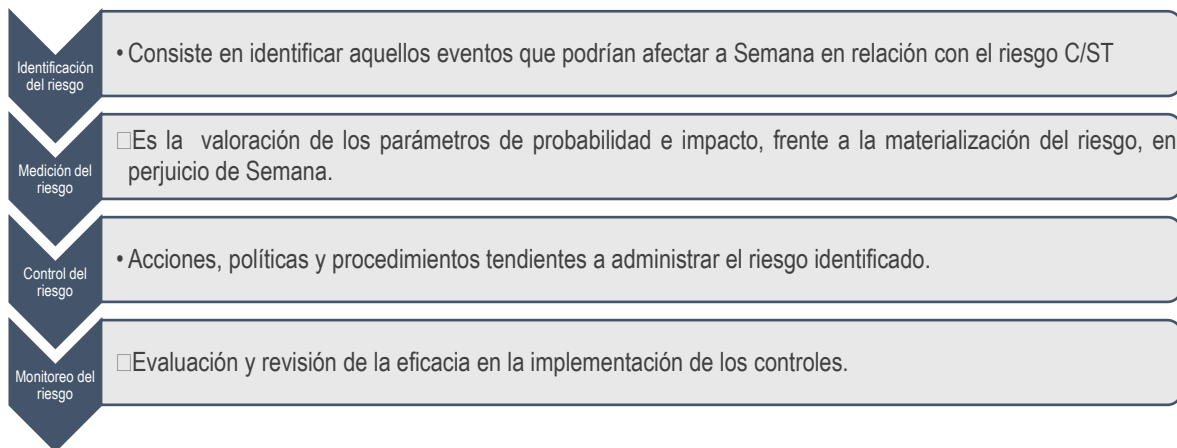 Identificación
del riesgo
• Consiste en identificar aquellos eventos que podrían afectar a Semana en relación con el riesgo C/ST
Medición del
riesgo
□Es la valoración de los parámetros de probabilidad e impacto, frente a la materialización del riesgo, en
perjuicio de Semana.
Control del
riesgo
• Acciones, políticas y procedimientos tendientes a administrar el riesgo identificado.
Monitoreo del
riesgo
□Evaluación y revisión de la eficacia en la implementación de los controles.